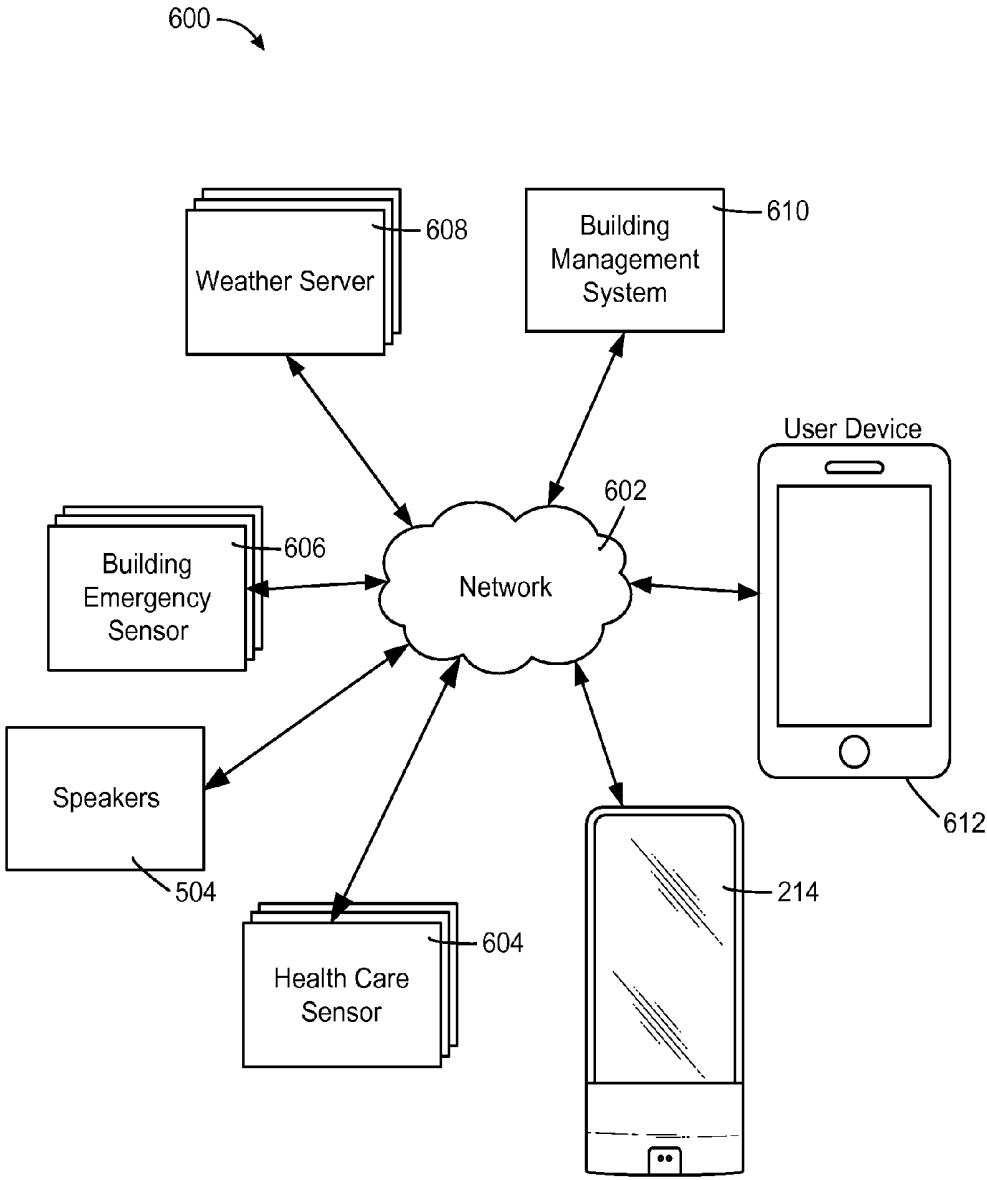 600
Weather Server
608
Building
Management
System
610
User Device
602
Network
Building
Emergency
Sensor
606
Speakers
504
612
214
Health Care
Sensor
604